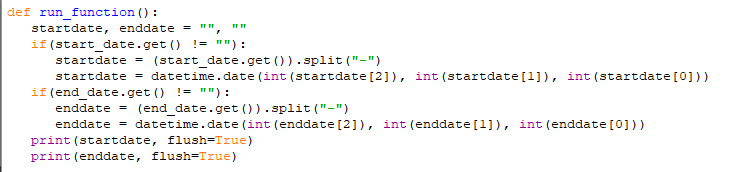 def run_function():
   startdate, enddate = "", ""
   if(start_date.get() != ""):
      startdate = (start_date.get()).split("-")
      startdate = datetime.date(int(startdate[2]), int(startdate[1]), int(startdate[0]))
   if(end_date.get() != ""):
      enddate = (end_date.get()).split("-")
      enddate = datetime.date(int(enddate[2]), int(enddate[1]), int(enddate[0]))
   print(startdate, flush=True)
   print(enddate, flush=True)